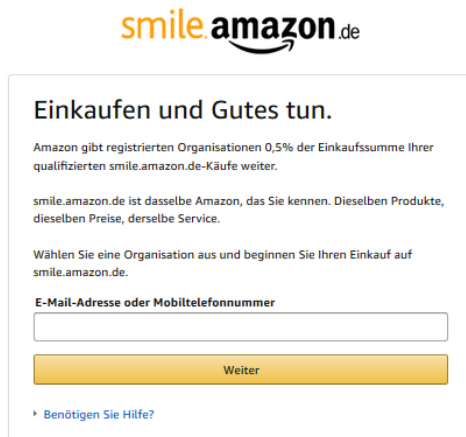 smile.amazon.de
Einkaufen und Gutes tun.
Amazon gibt registrierten Organisationen 0,5% der Einkaufssumme Ihrer
qualifizierten smile.amazon.de-Käufe weiter.
smile.amazon.de ist dasselbe Amazon, das Sie kennen. Dieselben Produkte,
dieselben Preise, derselbe Service.
Wählen Sie eine Organisation aus und beginnen Sie Ihren Einkauf auf
smile.amazon.de.
E-Mail-Adresse oder Mobiltelefonnummer
Weiter
Benötigen Sie Hilfe?